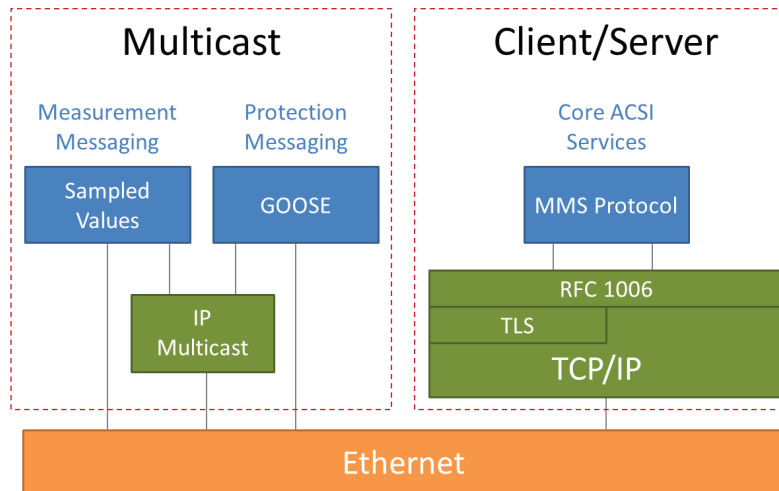 Multicast
Client/Server
Measurement
Messaging
Protection
Messaging
Core ACSI
Services
Sampled
Values
GOOSE
MMS Protocol
RFC 1006
IP
Multicast
TLS
TCP/IP
Ethernet